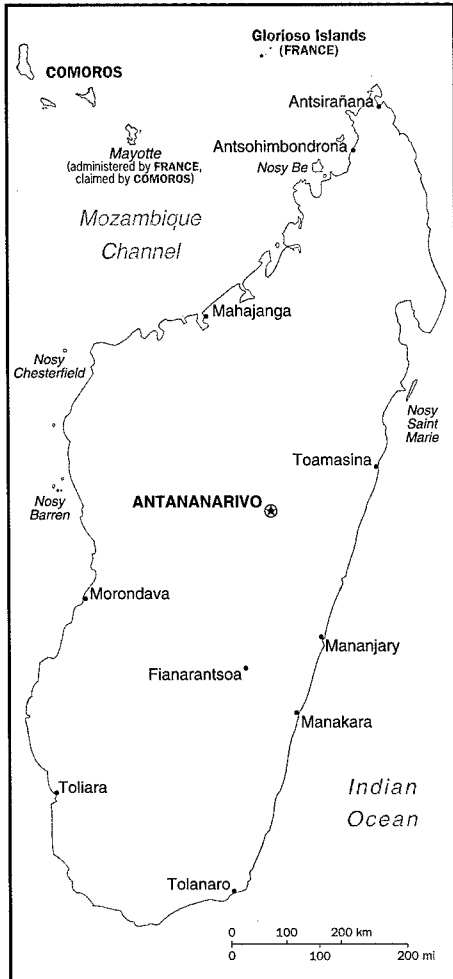 Glorioso Islands
(FRANCE)
COMOROS
Antsirañana
Antsohimbondrona
Mayotte
(administered by FRANCE,
claimed by COMOROS)
Nosy Be
Mozambique
Channel
Mahajanga
Nosy
Chesterfield
Nosy
Saint
Marie
Toamasina
ANTANANARIVO
Nosy
Barren
Morondava
Mananjary
Fianarantsoa
Manakara
Toliara
Indian
Ocean
Tolanaro
0 100 200 km
0 100 200 mi